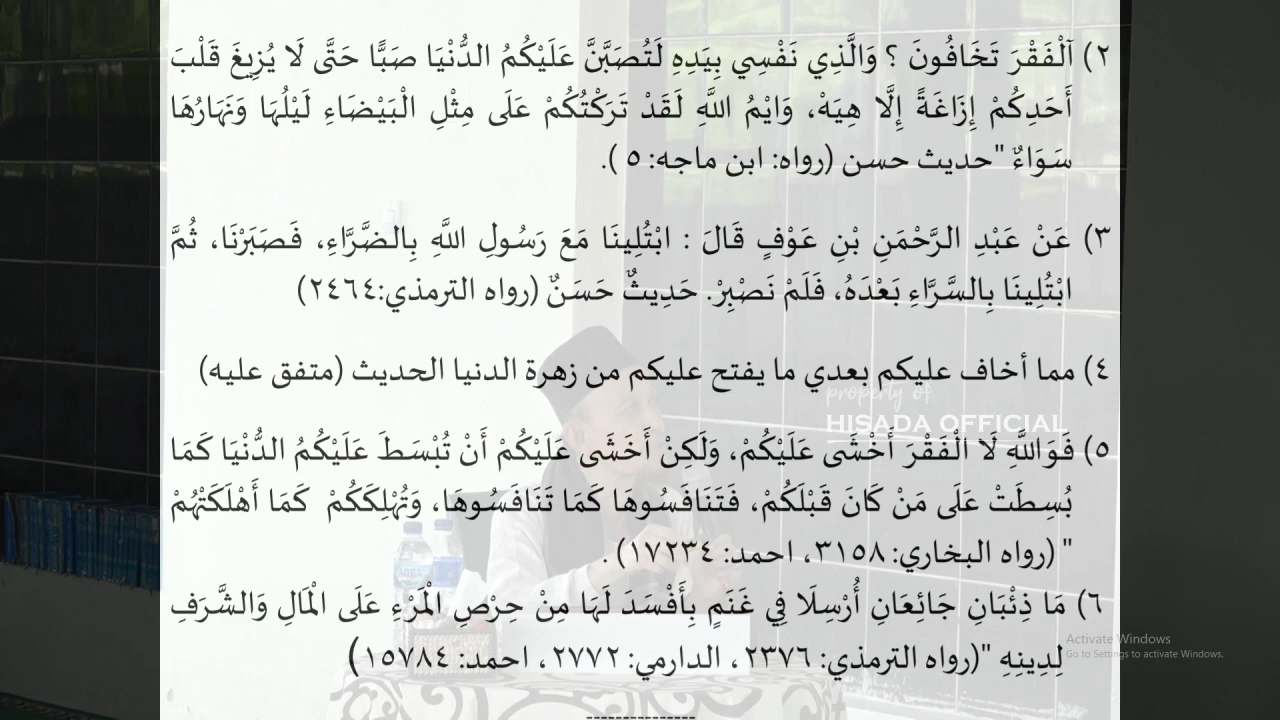 ٢) آلْفَقْرَ تَخَافُونَ ؟ وَالَّذِي نَفْسِي بِيَدِهِ لَتُصَبَّنَّ عَلَيْكُمُ الدُّنْيَا صَبًّا حَتَّى لَا يُزِيغَ قَلْبَ
أَحَدِكُمْ إِزَاغَةً إِلَّا هِيَهْ، وَايْمُ اللَّهِ لَقَدْ تَرَكْتُكُمْ عَلَى مِثْلِ الْبَيْضَاءِ لَيْلُهَا وَنَهَارُهَا
سَوَاءٌ "حديث حسن (رواه: ابن ماجه: ٥ ).
٣) عَنْ عَبْدِ الرَّحْمَنِ بْنِ عَوْفٍ قَالَ : ابْتُلِينَا مَعَ رَسُولِ اللَّهِ بِالضَّرَّاءِ، فَصَبَرْنَا، ثُمَّ
ابْتُلِينَا بِالسَّرَّاءِ بَعْدَهُ، فَلَمْ نَصْبِرْ. حَدِيثٌ حَسَنٌ (رواه الترمذي:٢٤٦٤)
٤) مما أخاف عليكم بعدي ما يفتح عليكم من زهرة الدنيا الحديث (متفق عليه)
property of
HISADA OFFICIAL
٥) فَوَاللَّهِ لَا الْفَقْرَ أَخْشَى عَلَيْكُمْ، وَلَكِنْ أَخَشَى عَلَيْكُمْ أَنْ تُبْسَطَ عَلَيْكُمُ الدُّنْيَا كَمَا
بُسِطَتْ عَلَى مَنْ كَانَ قَبْلَكُمْ، فَتَنَافَسُوهَا كَمَا تَنَافَسُوهَا، وَتُهْلِكَكُمْ كَمَا أَهْلَكَتْهُمْ
" (رواه البخاري: ٣١٥٨، احمد: ١٧٢٣٤) .
٦) مَا ذِئْبَانِ جَائِعَانِ أُرْسِلَا فِي غَنَمٍ بِأَفْسَدَ لَهَا مِنْ حِرْصِ الْمَرْءِ عَلَى الْمَالِ وَالشَّرَفِ
لِدِينِهِ "(رواه الترمذي: ٢٣٧٦، الدارمي: ٢٧٧٢، احمد: ١٥٧٨٤)
Activate Windows
Go to Settings to activate Windows.
---------------